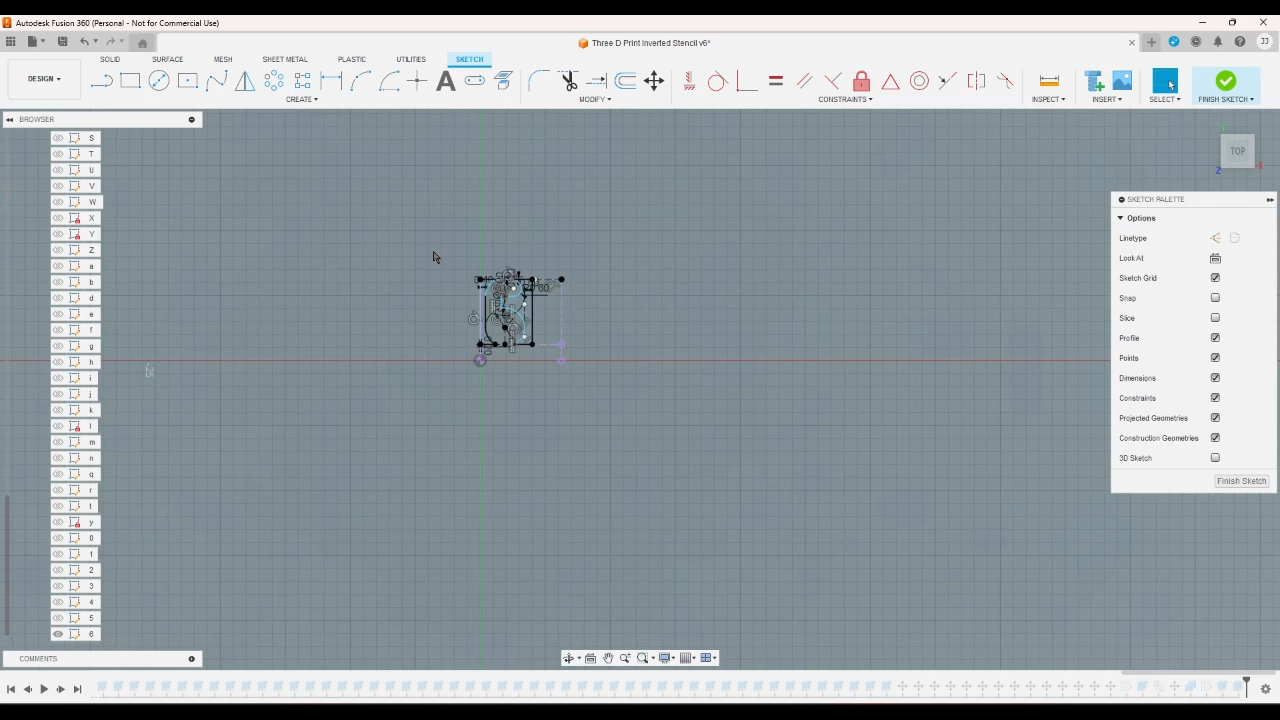 Autodesk Fusion 360 (Personal - Not for Commercial Use)
Three D Print Inverted Stencil v6*
JJ
DESIGN
SOLID SURFACE MESH SHEET METAL PLASTIC UTILITIES SKETCH
CREATE MODIFY CONSTRAINTS INSPECT INSERT SELECT FINISH SKETCH
BROWSER
S
T
U
V
W
X
Y
Z
a
b
d
e
f
g
h
i
j
k
l
m
n
q
r
t
y
0
1
2
3
4
5
6
TOP
X
Z
SKETCH PALETTE
Options
Linetype
Look At
Sketch Grid
Snap
Slice
Profile
Points
Dimensions
Constraints
Projected Geometries
Construction Geometries
3D Sketch
Finish Sketch
COMMENTS